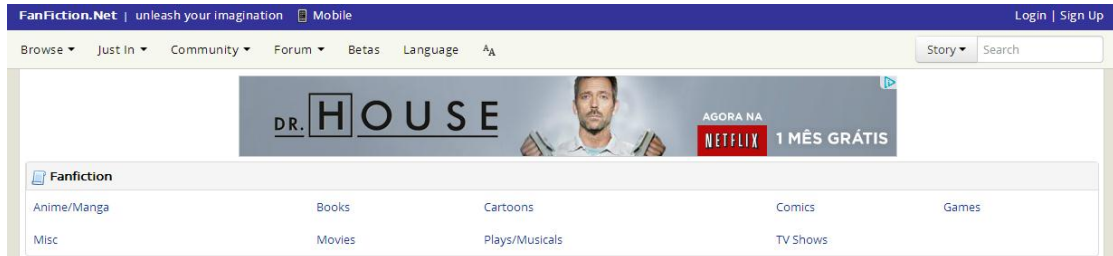 FanFiction.Net | unleash your imagination Mobile Login | Sign Up
Browse Just In Community Forum Betas Language AA Story Search
DR. HOUSE AGORA NA NETFLIX 1 MÊS GRÁTIS
Fanfiction
Anime/Manga Books Cartoons Comics Games
Misc Movies Plays/Musicals TV Shows